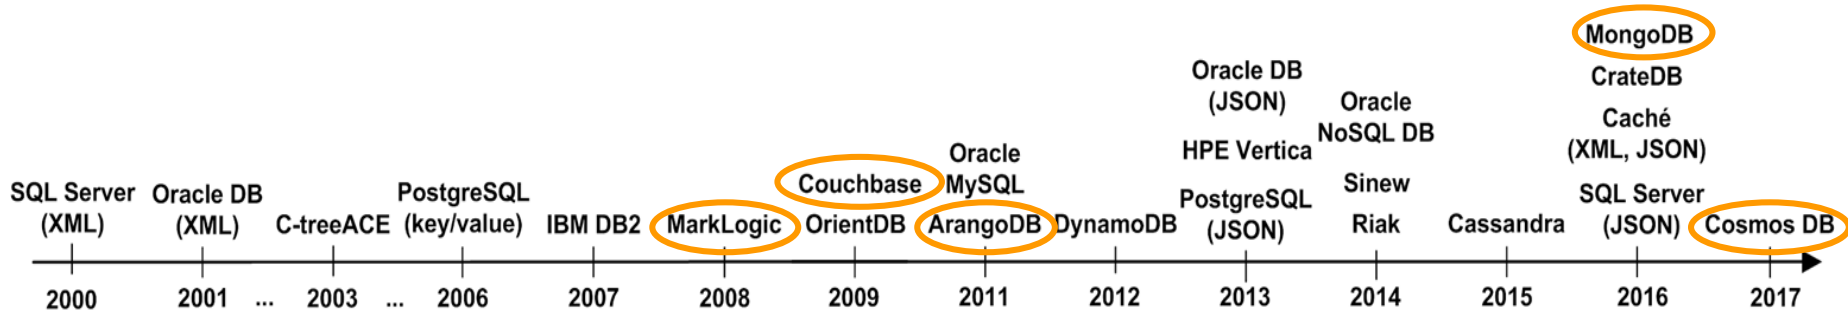 SQL Server
(XML)
Oracle DB
(XML)
C-treeACE
PostgreSQL
(key/value)
IBM DB2
MarkLogic
Couchbase
OrientDB
Oracle
MySQL
ArangoDB
DynamoDB
Oracle DB
(JSON)
HPE Vertica
PostgreSQL
(JSON)
Oracle
NoSQL DB
Sinew
Riak
Cassandra
MongoDB
CrateDB
Caché
(XML, JSON)
SQL Server
(JSON)
Cosmos DB
2000 2001 ... 2003 ... 2006 2007 2008 2009 2011 2012 2013 2014 2015 2016 2017